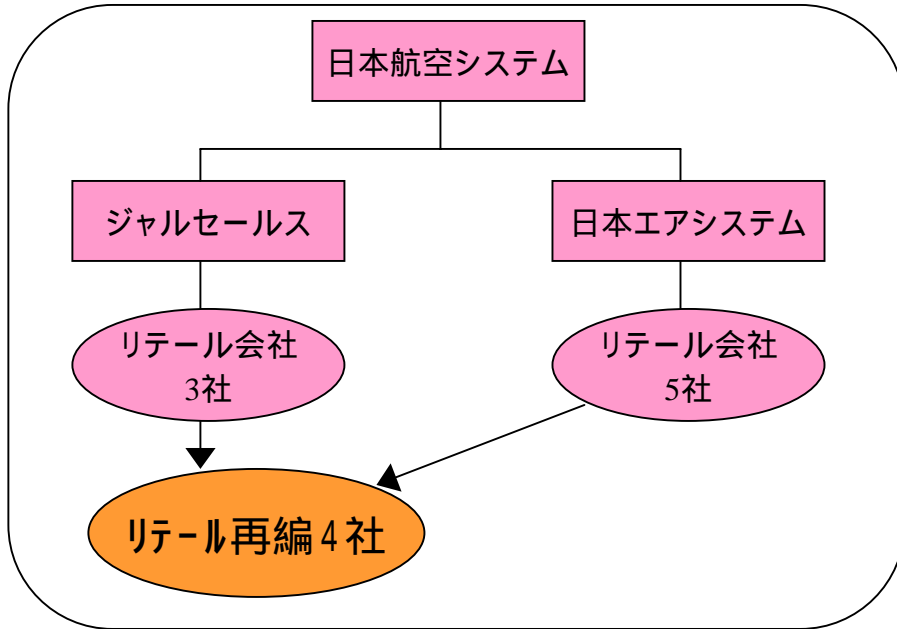 日本航空システム
ジャルセールス
日本エアシステム
リテール会社
3社
リテール会社
5社
リテール再編4社